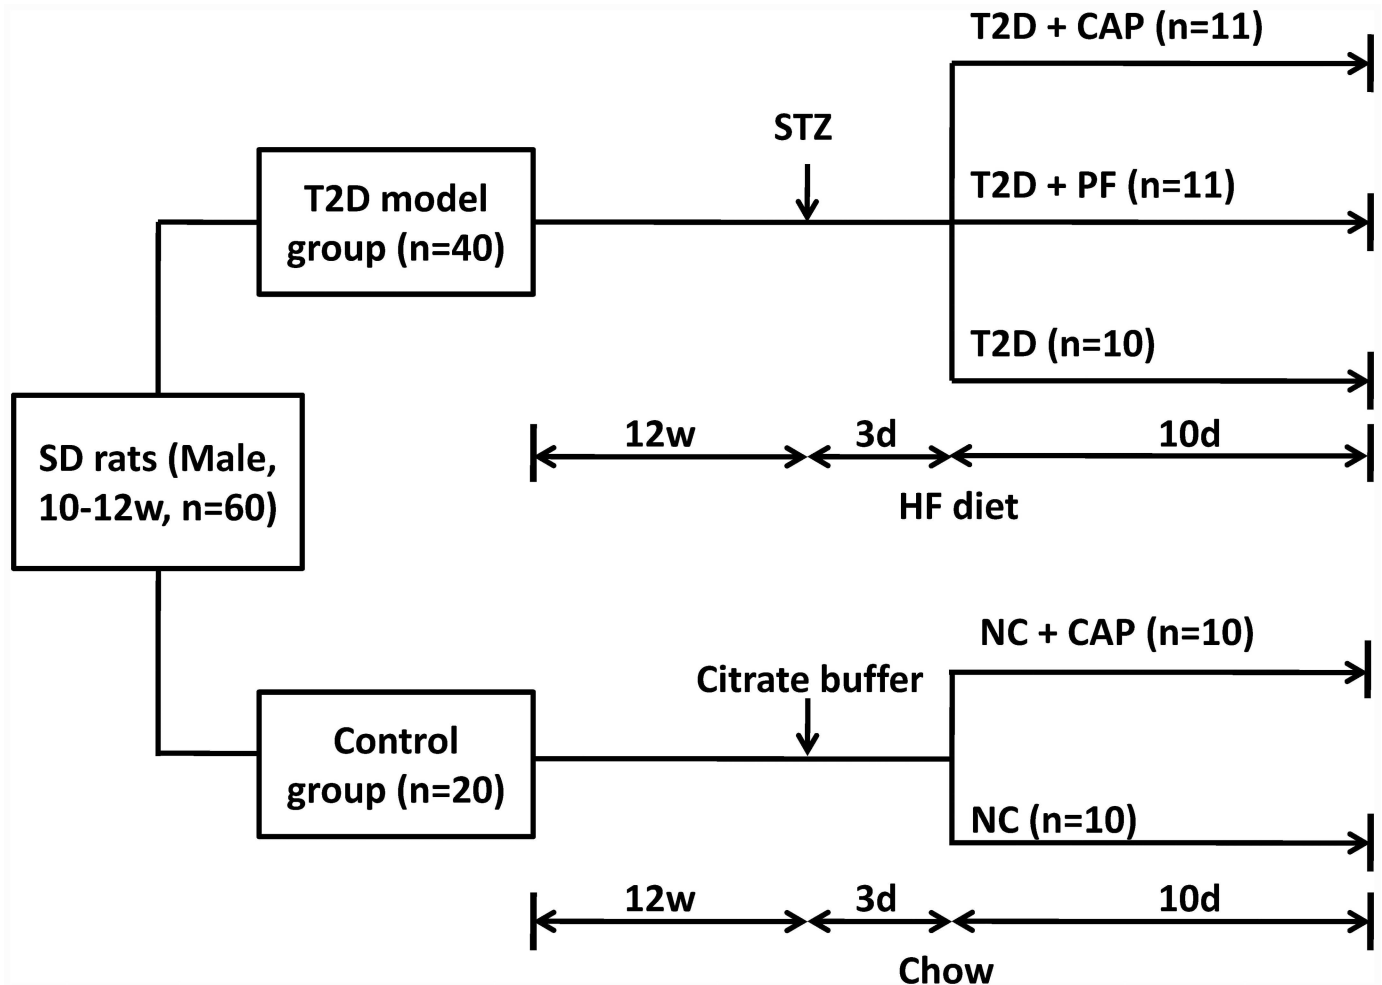 T2D + CAP (n=11)
STZ
T2D model
group (n=40)
T2D + PF (n=11)
T2D (n=10)
12w
3d
10d
HF diet
SD rats (Male,
10-12w, n=60)
NC + CAP (n=10)
Citrate buffer
Control
group (n=20)
NC (n=10)
12w
3d
10d
Chow